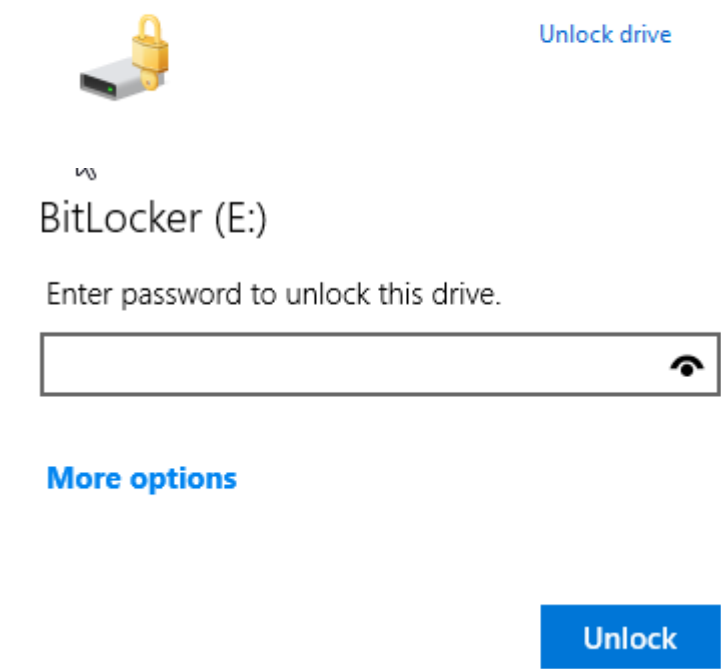 Unlock drive
BitLocker (E:)
Enter password to unlock this drive.
More options
Unlock